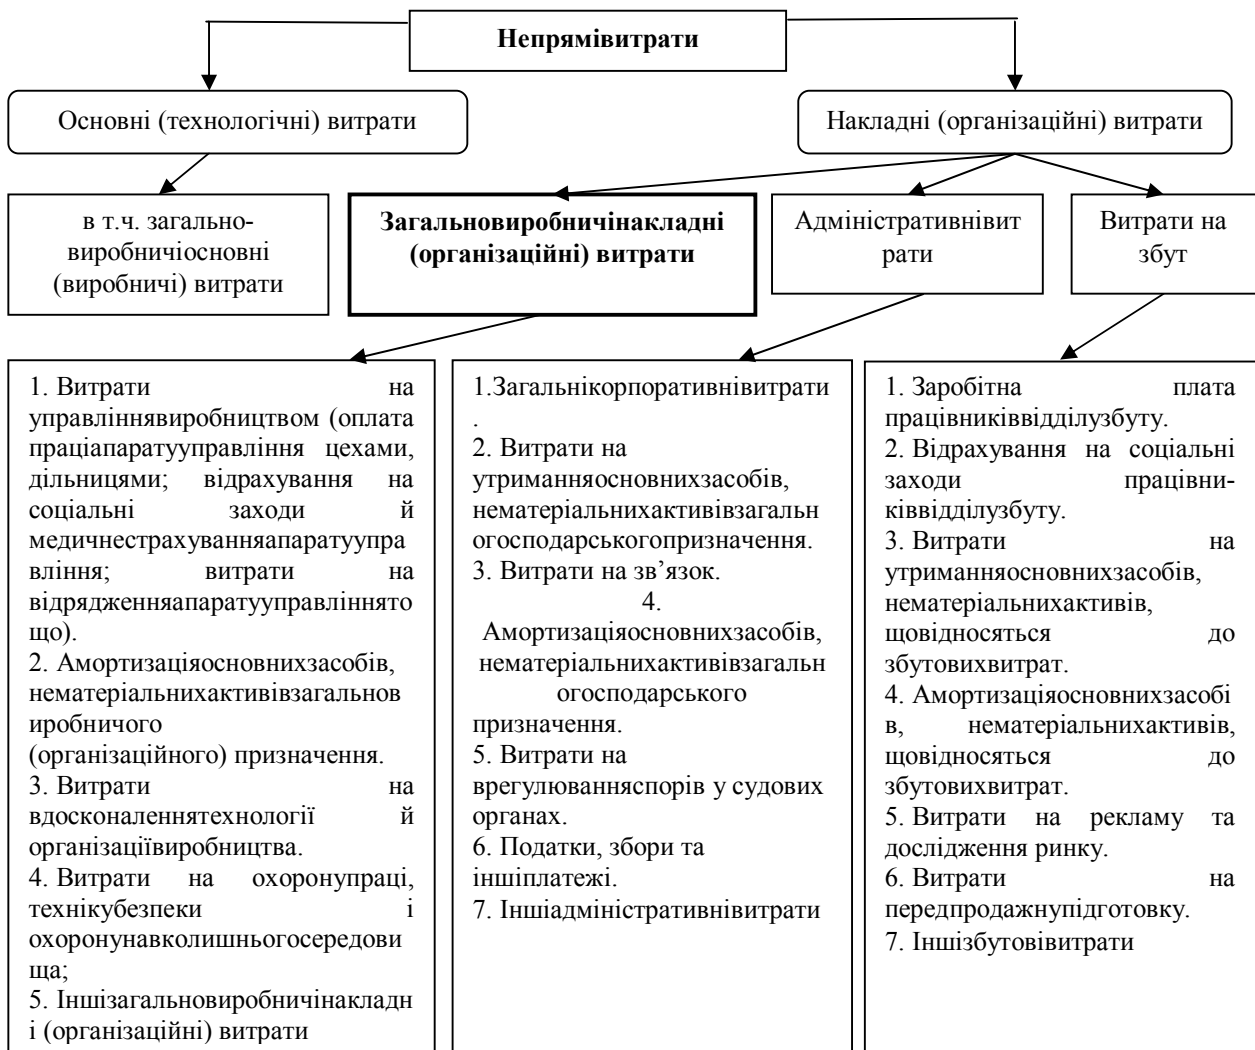 Непрямівитрати
Основні (технологічні) витрати
Накладні (організаційні) витрати
в т.ч. загально-
виробничіосновні
(виробничі) витрати
Загальновиробничінакладні
(організаційні) витрати
Адміністративнівит
рати
Витрати на
збут
1. Витрати на
управліннявиробництвом (оплата
праціапаратууправління цехами,
дільницями; відрахування на
соціальні заходи й
медичнестрахуванняапаратуупра
вління; витрати на
відрядженняапаратууправліннято
що).
2. Амортизаціяосновнихзасобів,
нематеріальнихактивівзагальнов
иробничого
(організаційного) призначення.
3. Витрати на
вдосконаленнятехнології й
організаціївиробництва.
4. Витрати на охоронупраці,
технікубезпеки і
охоронунавколишньогосередови
ща;
5. Іншізагальновиробничінакладн
і (організаційні) витрати
1.Загальнікорпоративнівитрати
.
2. Витрати на
утриманняосновнихзасобів,
нематеріальнихактивівзагальн
огосподарськогопризначення.
3. Витрати на зв’язок.
4.
Амортизаціяосновнихзасобів,
нематеріальнихактивівзагальн
огосподарського
призначення.
5. Витрати на
врегулюванняспорів у судових
органах.
6. Податки, збори та
іншіплатежі.
7. Іншіадміністративнівитрати
1. Заробітна плата
працівниківвідділузбуту.
2. Відрахування на соціальні
заходи працівни-
ківвідділузбуту.
3. Витрати на
утриманняосновнихзасобів,
нематеріальнихактивів,
щовідносяться до
збутовихвитрат.
4. Амортизаціяосновнихзасобі
в, нематеріальнихактивів,
щовідносяться до
збутовихвитрат.
5. Витрати на рекламу та
дослідження ринку.
6. Витрати на
передпродажнупідготовку.
7. Іншізбутовівитрати